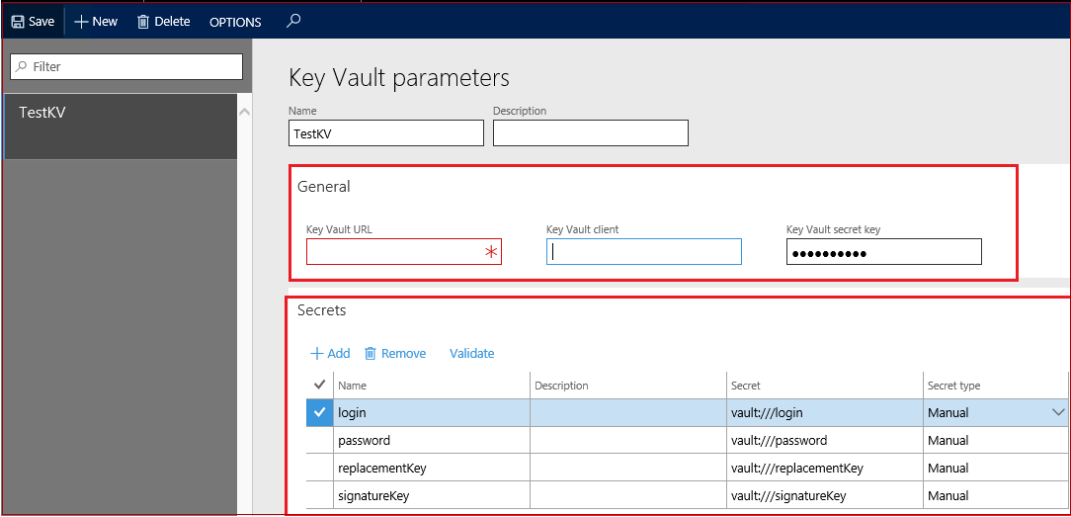 Save New Delete OPTIONS
Filter
TestKV
Key Vault parameters
Name Description
TestKV
General
Key Vault URL Key Vault client Key Vault secret key
••••••••••
Secrets
Add Remove Validate
Name Description Secret Secret type
login vault:///login Manual
password vault:///password Manual
replacementKey vault:///replacementKey Manual
signatureKey vault:///signatureKey Manual